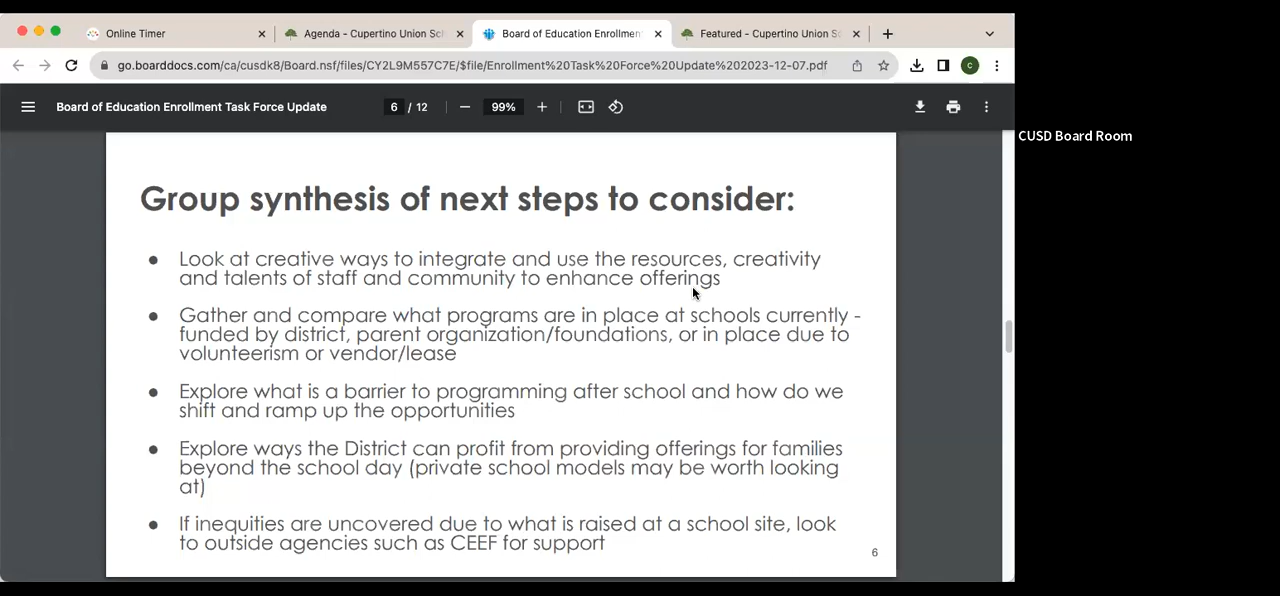 Online Timer
Agenda - Cupertino Union Sc
Board of Education Enrollmen
Featured - Cupertino Union S
go.boarddocs.com/ca/cusdk8/Board.nsf/files/CY2L9M557C7E/$file/Enrollment%20Task%20Force%20Update%202023-12-07.pdf
C
Board of Education Enrollment Task Force Update
6 / 12
99%
CUSD Board Room
Group synthesis of next steps to consider:
● Look at creative ways to integrate and use the resources, creativity
and talents of staff and community to enhance offerings
● Gather and compare what programs are in place at schools currently -
funded by district, parent organization/foundations, or in place due to
volunteerism or vendor/lease
● Explore what is a barrier to programming after school and how do we
shift and ramp up the opportunities
● Explore ways the District can profit from providing offerings for families
beyond the school day (private school models may be worth looking
at)
● If inequities are uncovered due to what is raised at a school site, look
to outside agencies such as CEEF for support
6